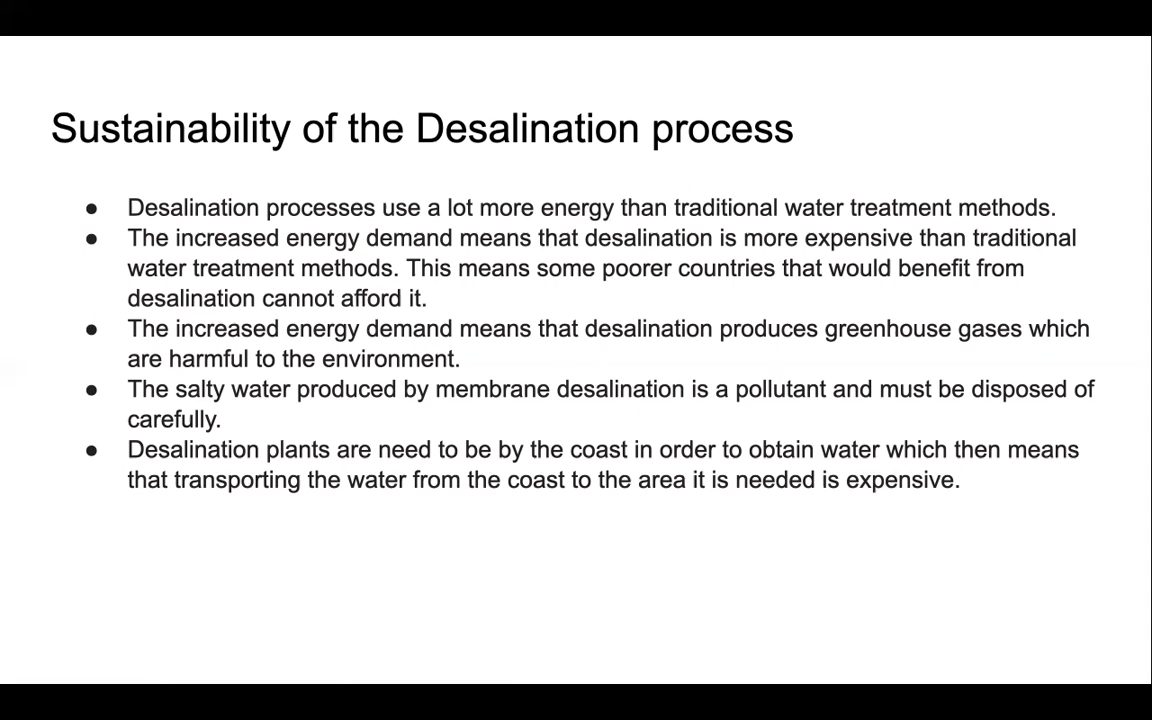 Sustainability of the Desalination process
● Desalination processes use a lot more energy than traditional water treatment methods.
● The increased energy demand means that desalination is more expensive than traditional
water treatment methods. This means some poorer countries that would benefit from
desalination cannot afford it.
● The increased energy demand means that desalination produces greenhouse gases which
are harmful to the environment.
● The salty water produced by membrane desalination is a pollutant and must be disposed of
carefully.
● Desalination plants are need to be by the coast in order to obtain water which then means
that transporting the water from the coast to the area it is needed is expensive.